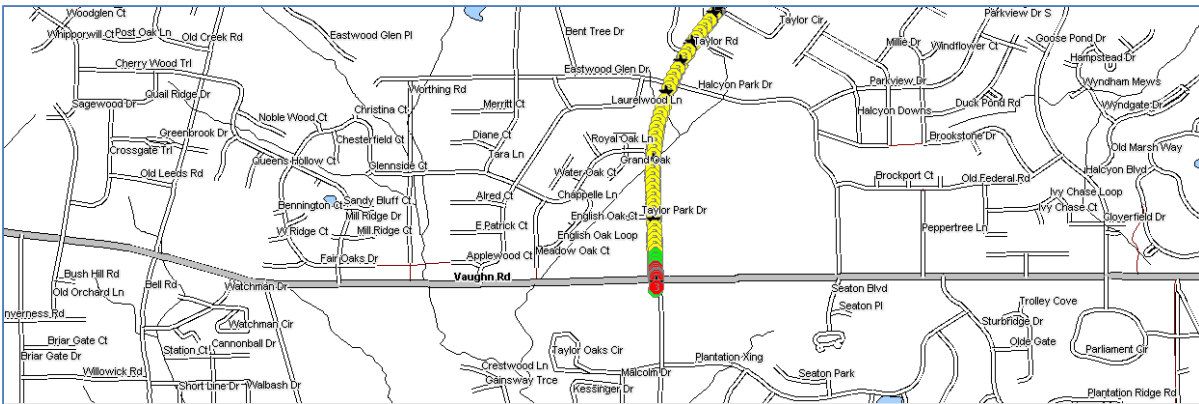 Woodglen Ct
Whipporwill Ct
Post Oak Ln
Old Creek Rd
Eastwood Glen Pl
Bent Tree Dr
Taylor Cir
Taylor Rd
Parkview Dr S
Millie Dr
Windflower Ct
Goose Pond Dr
Hampstead Dr
Cherry Wood Trl
Eastwood Glen Dr
Halcyon Park Dr
Parkview Dr
Wyndham Mews
Quail Ridge Dr
Sagewood Dr
Worthing Rd
Merritt Ct
Laurelwood Ln
Halcyon Downs
Duck Pond Rd
Wyndgate Dr
Christina Ct
Noble Wood Ct
Greenbrook Dr
Chesterfield Ct
Diane Ct
Royal Oak Ln
Brookstone Dr
Crossgate Trl
Queens Hollow Ct
Tara Ln
Grand Oak
Old Marsh Way
Old Leeds Rd
Glennside Ct
Water Oak Ct
Brockport Ct
Old Federal Rd
Halcyon Blvd
Bennington Ct
Sandy Bluff Ct
Alred Ct
Chappelle Ln
Ivy Chase Loop
Mill Ridge Dr
English Oak Ct
Taylor Park Dr
Ivy Chase Ct
Gloverfield Dr
W Ridge Ct
Mill Ridge Ct
E Patrick Ct
English Oak Loop
Peppertree Ln
Fair Oaks Dr
Applewood Ct
Meadow Oak Ct
Bush Hill Rd
Vaughn Rd
Old Orchard Ln
Bell Rd
Watchman Dr
Seaton Blvd
Inverness Rd
Seaton Pl
Trolley Cove
Watchman Cir
Sturbridge Dr
Briar Gate Ct
Cannonball Dr
Station Ct
Taylor Oaks Cir
Olde Gate
Parliament Cir
Briar Gate Dr
Plantation Xing
Willowick Rd
Crestwood Ln
Malcolm Dr
Seaton Park
Short Line Dr
Walbash Dr
Gainsway Trce
Kessinger Dr
Plantation Ridge Rd